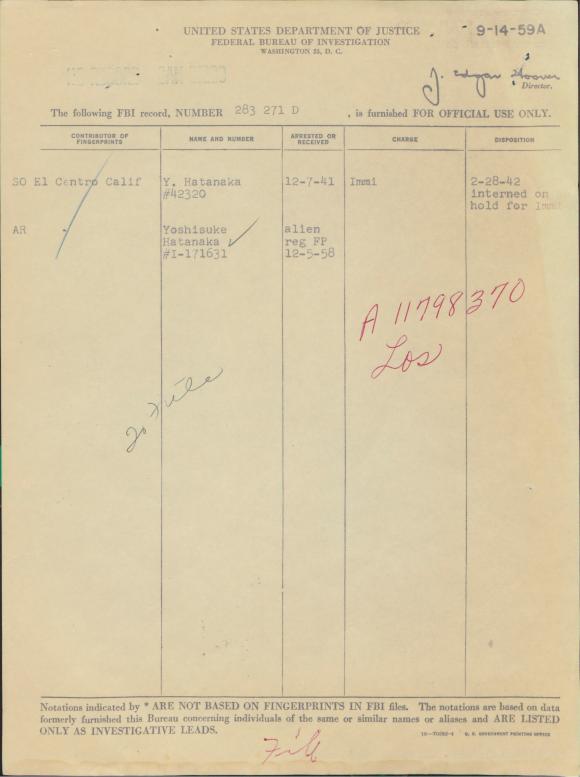 UNITED STATES DEPARTMENT OF JUSTICE
9-14-59A
FEDERAL BUREAU OF INVESTIGATION
WASHINGTON 25, D. C.
J. Edgar Hoover
Director.
The following FBI record, NUMBER 283 271 D , is furnished FOR OFFICIAL USE ONLY.
CONTRIBUTOR OF FINGERPRINTS
NAME AND NUMBER
ARRESTED OR RECEIVED
CHARGE
DISPOSITION
SO El Centro Calif Y. Hatanaka 12-7-41 Immi 2-28-42
#42320 interned on
hold for Immi
AR Yoshisuke alien
Hatanaka ✓ reg FP
#I-171631 12-5-58
A 11798370
Los
to File
Notations indicated by * ARE NOT BASED ON FINGERPRINTS IN FBI files. The notations are based on data
formerly furnished this Bureau concerning individuals of the same or similar names or aliases and ARE LISTED
ONLY AS INVESTIGATIVE LEADS.
U. S. GOVERNMENT PRINTING OFFICE
File